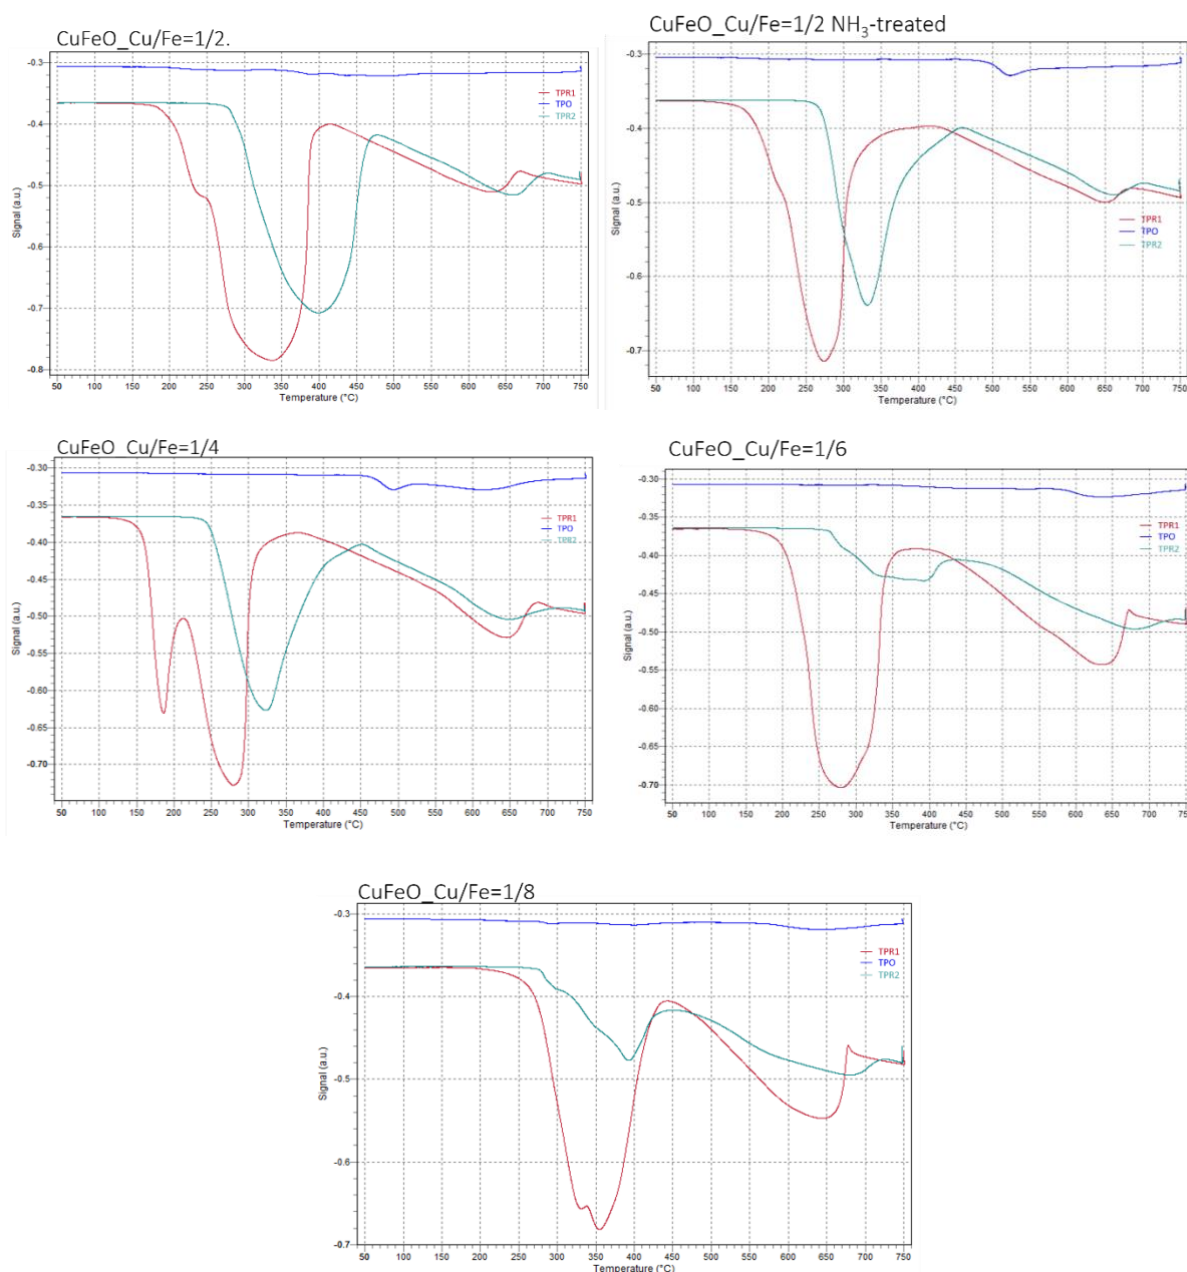 CuFeO_Cu/Fe=1/2.
-0.3
-0.4
-0.5
-0.6
-0.7
-0.8
Signal (a.u.)
TPR1
TPO
TPR2
50 100 150 200 250 300 350 400 450 500 550 600 650 700 750
Temperature (°C)
CuFeO_Cu/Fe=1/2 NH₃-treated
-0.3
-0.4
-0.5
-0.6
-0.7
Signal (a.u.)
TPR1
TPO
TPR2
50 100 150 200 250 300 350 400 450 500 550 600 650 700 750
Temperature (°C)
CuFeO_Cu/Fe=1/4
-0.30
-0.35
-0.40
-0.45
-0.50
-0.55
-0.60
-0.65
-0.70
Signal (a.u.)
TPR1
TPO
TPR2
50 100 150 200 250 300 350 400 450 500 550 600 650 700 750
Temperature (°C)
CuFeO_Cu/Fe=1/6
-0.30
-0.35
-0.40
-0.45
-0.50
-0.55
-0.60
-0.65
-0.70
Signal (a.u.)
TPR1
TPO
TPR2
50 100 150 200 250 300 350 400 450 500 550 600 650 700 750
Temperature (°C)
CuFeO_Cu/Fe=1/8
-0.3
-0.4
-0.5
-0.6
-0.7
Signal (a.u.)
TPR1
TPO
TPR2
50 100 150 200 250 300 350 400 450 500 550 600 650 700 750
Temperature (°C)